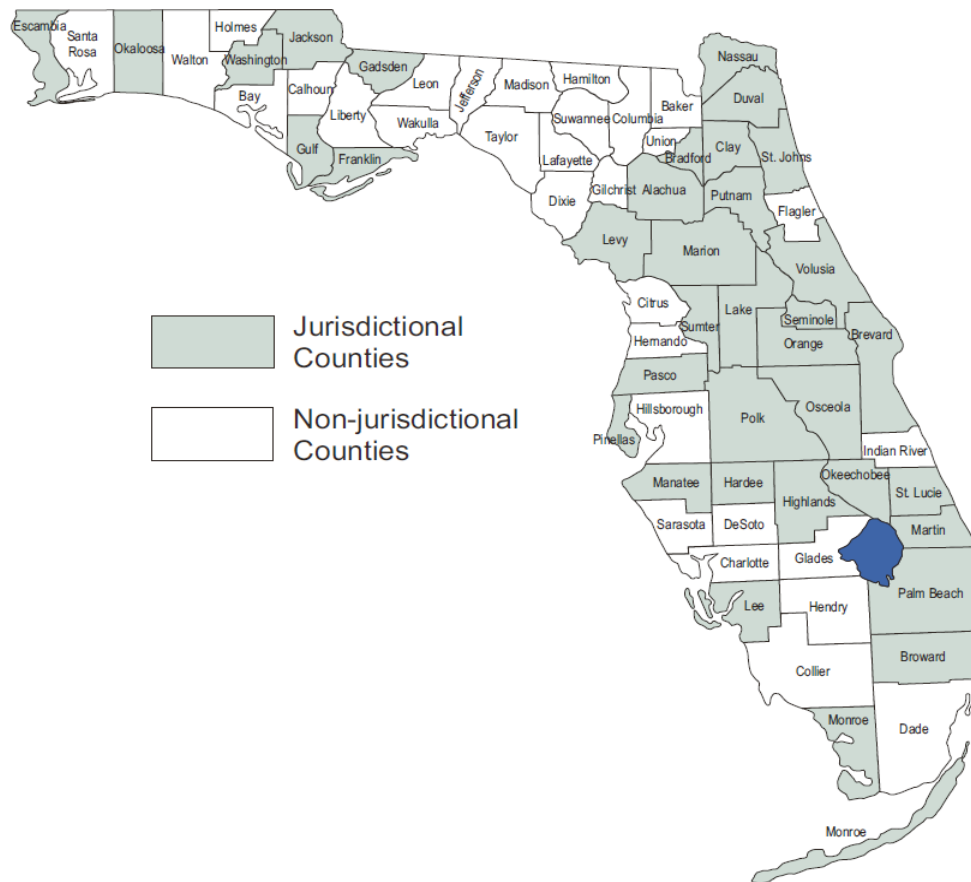 Escambia
Santa
Rosa
Okaloosa
Walton
Holmes
Washington
Jackson
Bay
Calhoun
Gulf
Liberty
Gadsden
Franklin
Leon
Wakulla
Jefferson
Madison
Taylor
Hamilton
Suwannee
Lafayette
Dixie
Columbia
Gilchrist
Baker
Union
Bradford
Alachua
Levy
Nassau
Duval
Clay
St. Johns
Putnam
Flagler
Marion
Volusia
Citrus
Hernando
Sumter
Lake
Seminole
Orange
Brevard
Pasco
Pinellas
Hillsborough
Polk
Osceola
Indian River
Manatee
Hardee
Highlands
Okeechobee
St. Lucie
Sarasota
DeSoto
Martin
Charlotte
Glades
Lee
Hendry
Palm Beach
Collier
Broward
Monroe
Dade
Monroe
Jurisdictional
Counties
Non-jurisdictional
Counties